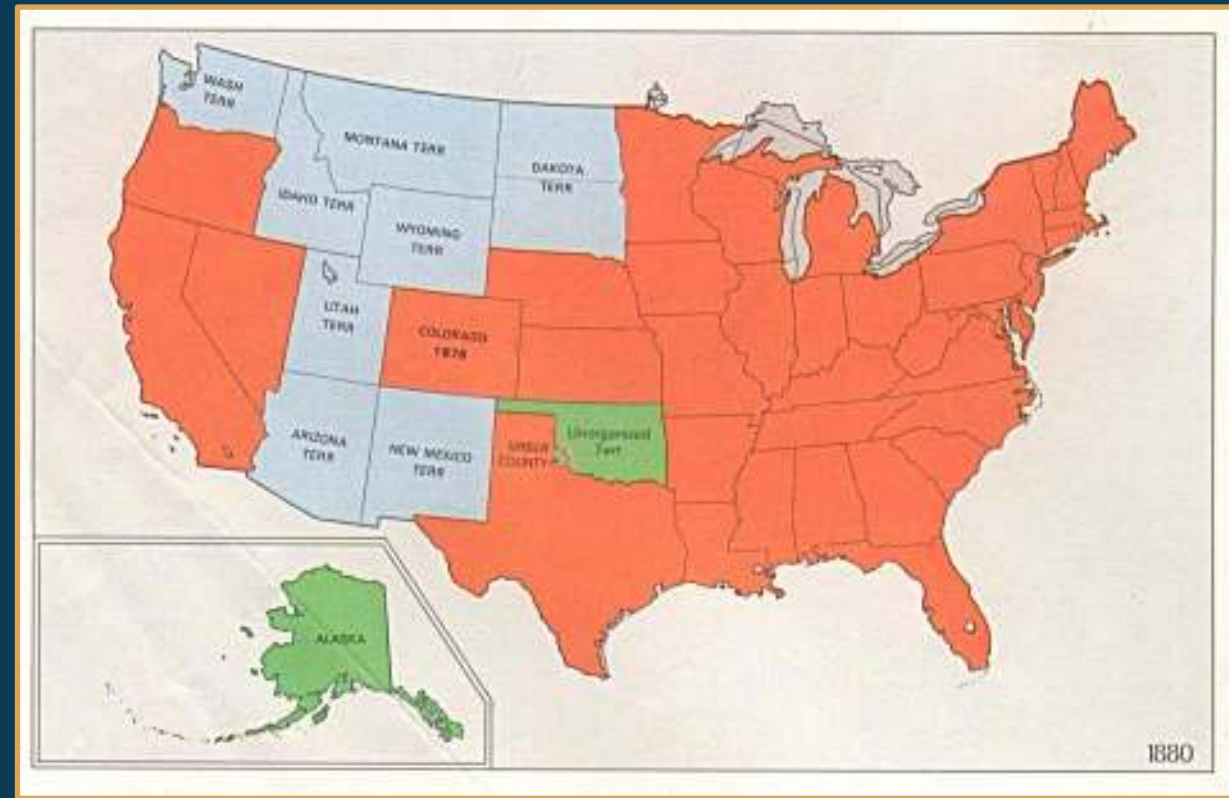 WASH
TERR
MONTANA TERR
DAKOTA
TERR
IDAHO TERR
WYOMING
TERR
UTAH
TERR
COLORADO
1876
ARIZONA
TERR
NEW MEXICO
TERR
GREER
COUNTY
Unorganized
Terr
ALASKA
1880